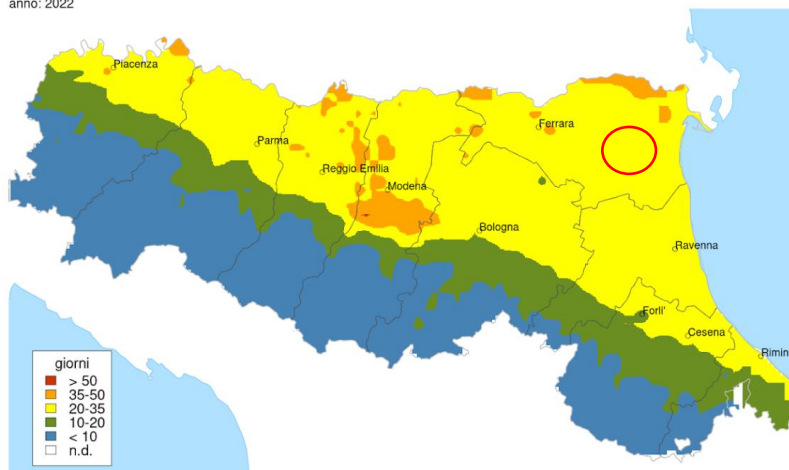 anno: 2022
Piacenza
Parma
Ferrara
Reggio Emilia
Modena
Bologna
Ravenna
Forli'
Cesena
Rimin
giorni
> 50
35-50
20-35
10-20
< 10
n.d.